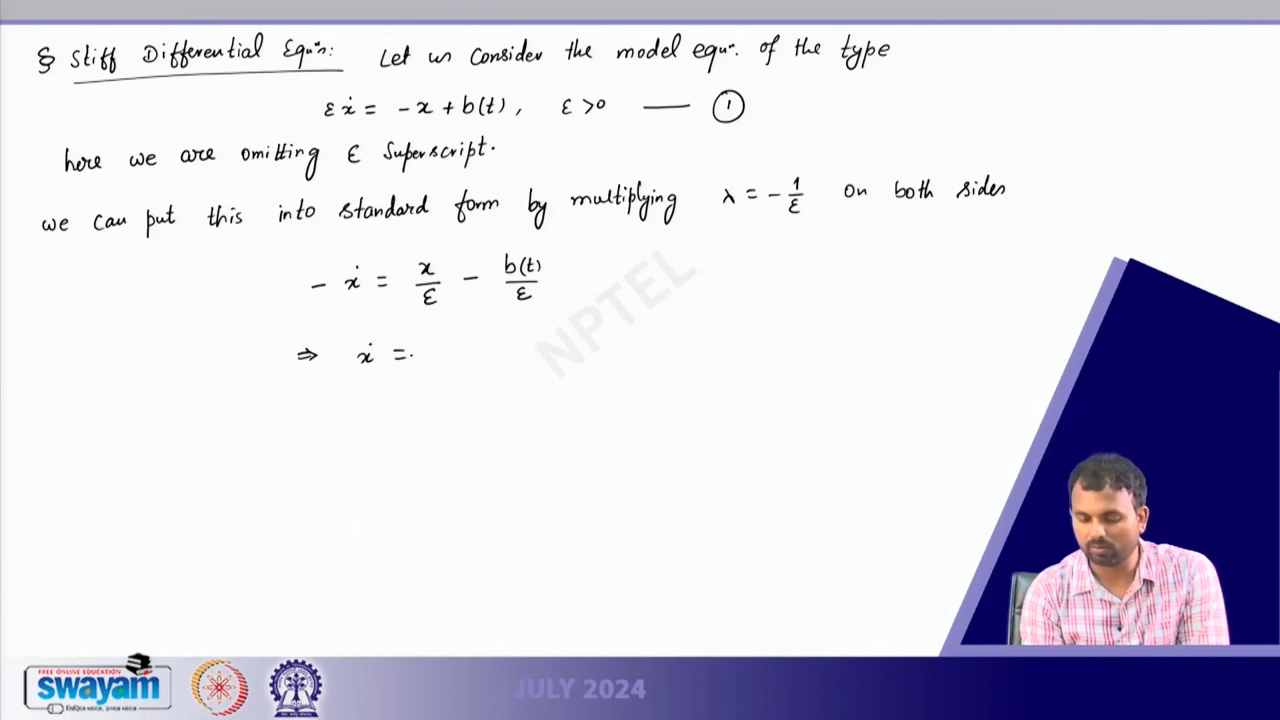 § Stiff Differential Equⁿs: Let us consider the model equⁿ. of the type
εẋ = -x + b(t), ε > 0 —— ①
here we are omitting ε superscript.
we can put this into standard form by multiplying λ = -1/ε on both sides
- ẋ = x/ε - b(t)/ε
⇒ ẋ =
NPTEL
FREE ONLINE EDUCATION
swayam
JULY 2024